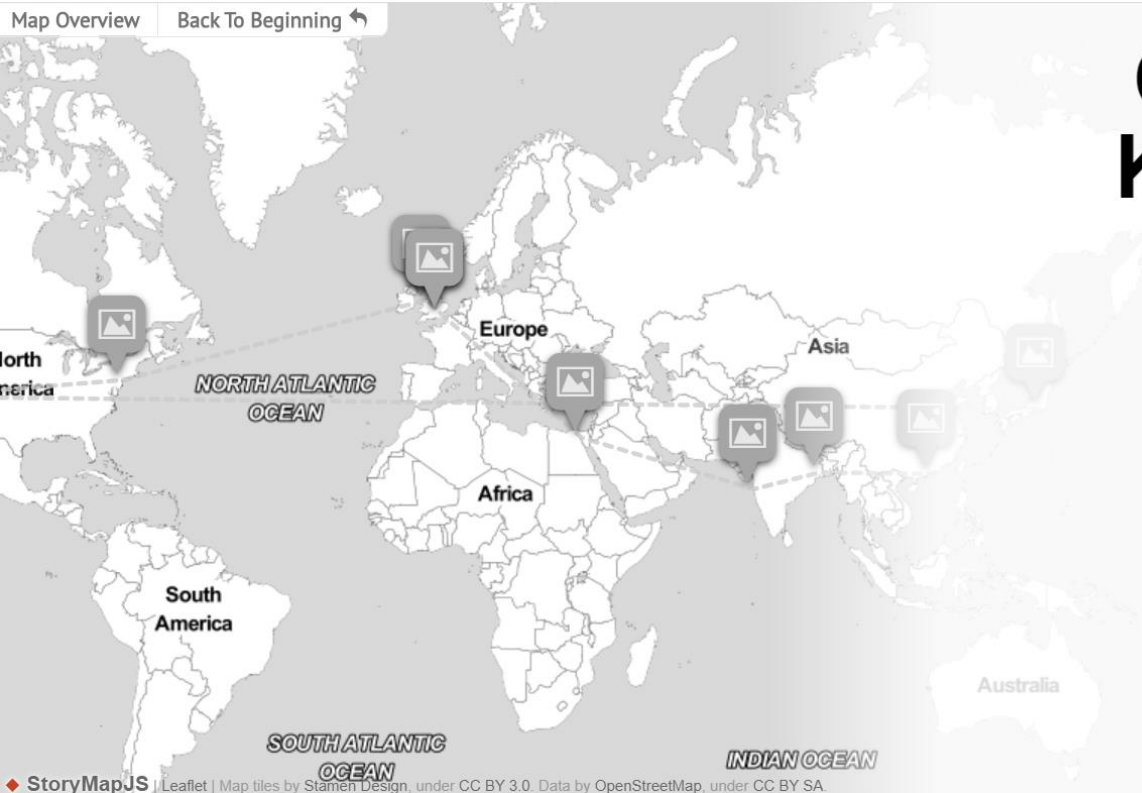 Map Overview
Back To Beginning
Europe
Asia
NORTH ATLANTIC
OCEAN
Africa
South
America
Australia
SOUTH ATLANTIC
OCEAN
INDIAN OCEAN
StoryMapJS | Leaflet | Map tiles by Stamen Design, under CC BY 3.0. Data by OpenStreetMap, under CC BY SA.